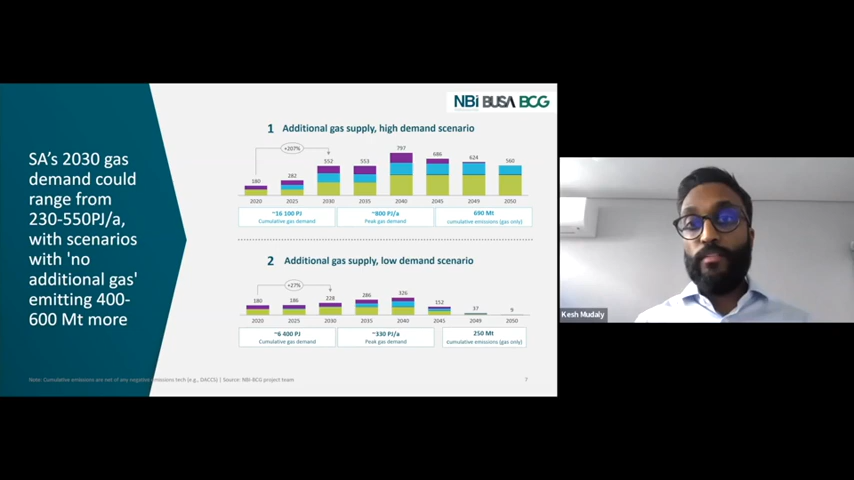 NBi BUSA BCG
SA's 2030 gas
demand could
range from
230-550PJ/a,
with scenarios
with 'no
additional gas'
emitting 400-
600 Mt more
1 Additional gas supply, high demand scenario
+207%
180 282 552 553 797 686 624 560
2020 2025 2030 2035 2040 2045 2049 2050
~16 100 PJ
Cumulative gas demand
~800 PJ/a
Peak gas demand
690 Mt
cumulative emissions (gas only)
2 Additional gas supply, low demand scenario
+27%
180 186 228 286 326 152 37 9
2020 2025 2030 2035 2040 2045 2049 2050
~6 400 PJ
Cumulative gas demand
~330 PJ/a
Peak gas demand
250 Mt
cumulative emissions (gas only)
Note: Cumulative emissions are net of any negative emissions tech (e.g., DACCS) | Source: NBI-BCG project team
7
Kesh Mudaly